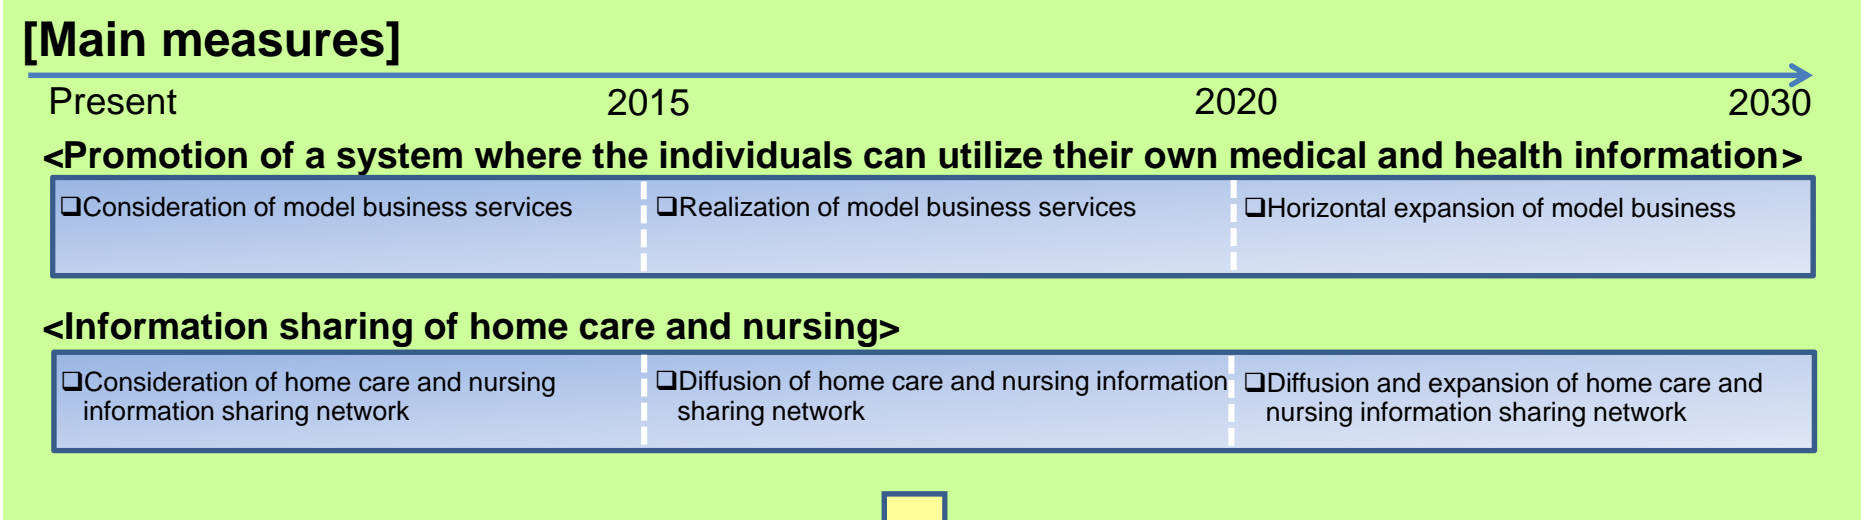 [Main measures]
Present 2015 2020 2030
<Promotion of a system where the individuals can utilize their own medical and health information>
❑Consideration of model business services
❑Realization of model business services
❑Horizontal expansion of model business
<Information sharing of home care and nursing>
❑Consideration of home care and nursing
information sharing network
❑Diffusion of home care and nursing information
sharing network
❑Diffusion and expansion of home care and
nursing information sharing network